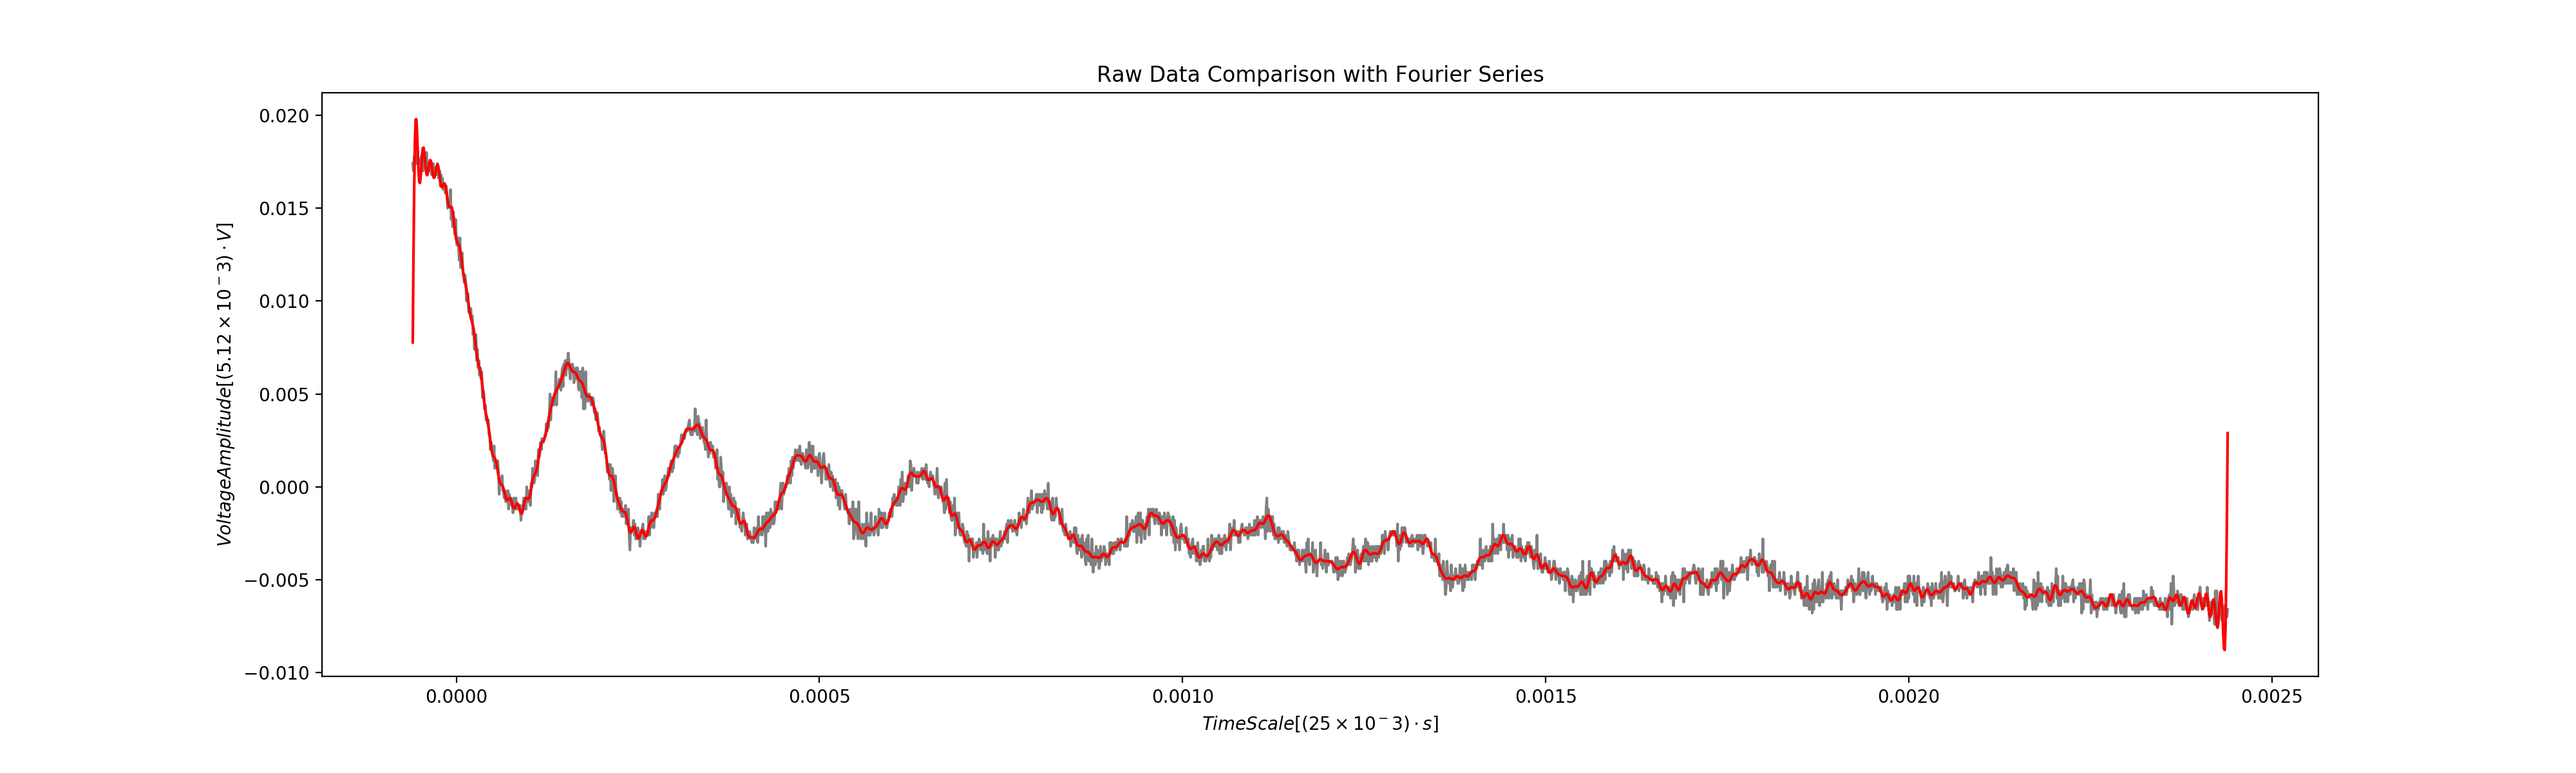 Raw Data Comparison with Fourier Series
VoltageAmplitude[(5.12 × 10⁻3) · V]
0.020
0.015
0.010
0.005
0.000
−0.005
−0.010
0.0000 0.0005 0.0010 0.0015 0.0020 0.0025
TimeScale[(25 × 10⁻3) · s]